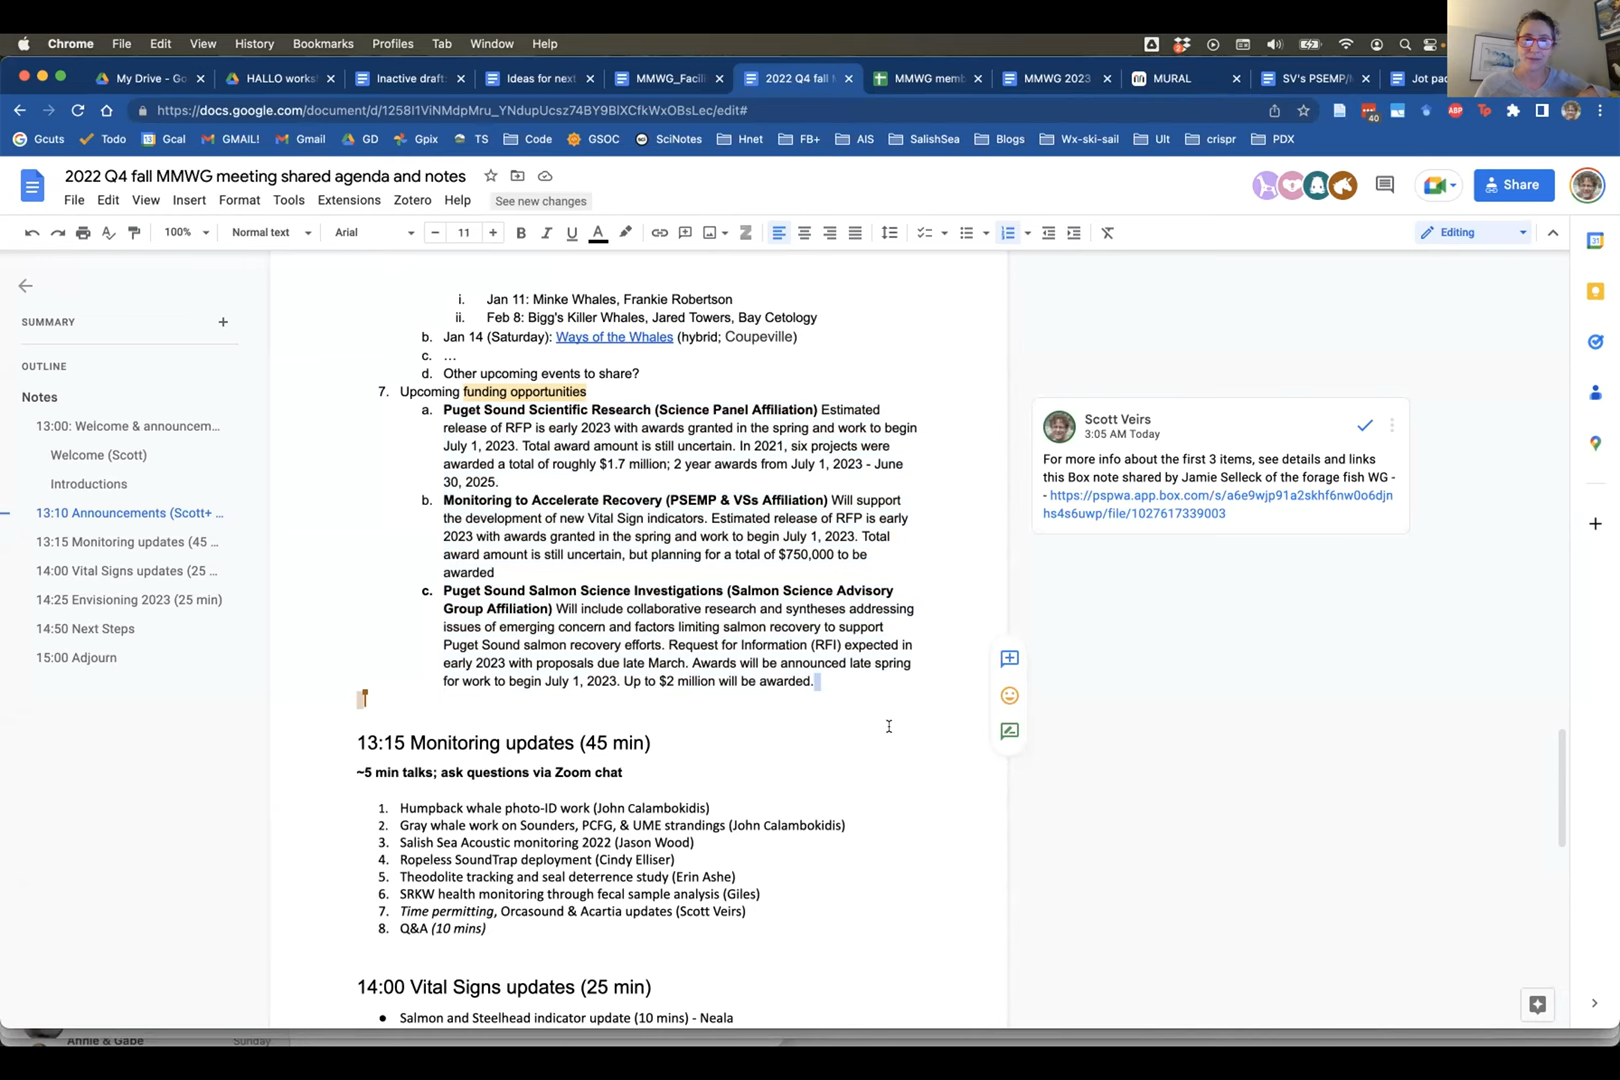 Chrome File Edit View History Bookmarks Profiles Tab Window Help
My Drive - Go HALLO works Inactive draft Ideas for next MMWG_Facili 2022 Q4 fall MMWG mem MMWG 2023 MURAL SV's PSEMP/ Jot pad
https://docs.google.com/document/d/1258I1ViNMdpMru_YNdupUcsz74BY9BlXCfkWxOBsLec/edit#
40 ABP
Gcuts Todo Gcal GMAIL! Gmail GD Gpix TS Code GSOC SciNotes Hnet FB+ AIS SalishSea Blogs Wx-ski-sail Ult crispr PDX
2022 Q4 fall MMWG meeting shared agenda and notes
Share
File Edit View Insert Format Tools Extensions Zotero Help See new changes
100% Normal text Arial 11 B I U A Z Editing
SUMMARY
OUTLINE
Notes
13:00: Welcome & announcem...
Welcome (Scott)
Introductions
13:10 Announcements (Scott+ ...
13:15 Monitoring updates (45 ...
14:00 Vital Signs updates (25 ...
14:25 Envisioning 2023 (25 min)
14:50 Next Steps
15:00 Adjourn
i. Jan 11: Minke Whales, Frankie Robertson
ii. Feb 8: Bigg's Killer Whales, Jared Towers, Bay Cetology
b. Jan 14 (Saturday): Ways of the Whales (hybrid; Coupeville)
c. ...
d. Other upcoming events to share?
7. Upcoming funding opportunities
a. Puget Sound Scientific Research (Science Panel Affiliation) Estimated
release of RFP is early 2023 with awards granted in the spring and work to begin
July 1, 2023. Total award amount is still uncertain. In 2021, six projects were
awarded a total of roughly $1.7 million; 2 year awards from July 1, 2023 - June
30, 2025.
b. Monitoring to Accelerate Recovery (PSEMP & VSs Affiliation) Will support
the development of new Vital Sign indicators. Estimated release of RFP is early
2023 with awards granted in the spring and work to begin July 1, 2023. Total
award amount is still uncertain, but planning for a total of $750,000 to be
awarded
c. Puget Sound Salmon Science Investigations (Salmon Science Advisory
Group Affiliation) Will include collaborative research and syntheses addressing
issues of emerging concern and factors limiting salmon recovery to support
Puget Sound salmon recovery efforts. Request for Information (RFI) expected in
early 2023 with proposals due late March. Awards will be announced late spring
for work to begin July 1, 2023. Up to $2 million will be awarded.
13:15 Monitoring updates (45 min)
~5 min talks; ask questions via Zoom chat
1. Humpback whale photo-ID work (John Calambokidis)
2. Gray whale work on Sounders, PCFG, & UME strandings (John Calambokidis)
3. Salish Sea Acoustic monitoring 2022 (Jason Wood)
4. Ropeless SoundTrap deployment (Cindy Elliser)
5. Theodolite tracking and seal deterrence study (Erin Ashe)
6. SRKW health monitoring through fecal sample analysis (Giles)
7. Time permitting, Orcasound & Acartia updates (Scott Veirs)
8. Q&A (10 mins)
14:00 Vital Signs updates (25 min)
● Salmon and Steelhead indicator update (10 mins) - Neala
Scott Veirs
3:05 AM Today
For more info about the first 3 items, see details and links
this Box note shared by Jamie Selleck of the forage fish WG -
- https://pspwa.app.box.com/s/a6e9wjp91a2skhf6nw0o6djn
hs4s6uwp/file/1027617339003
31
Annie & Gabe Sunday